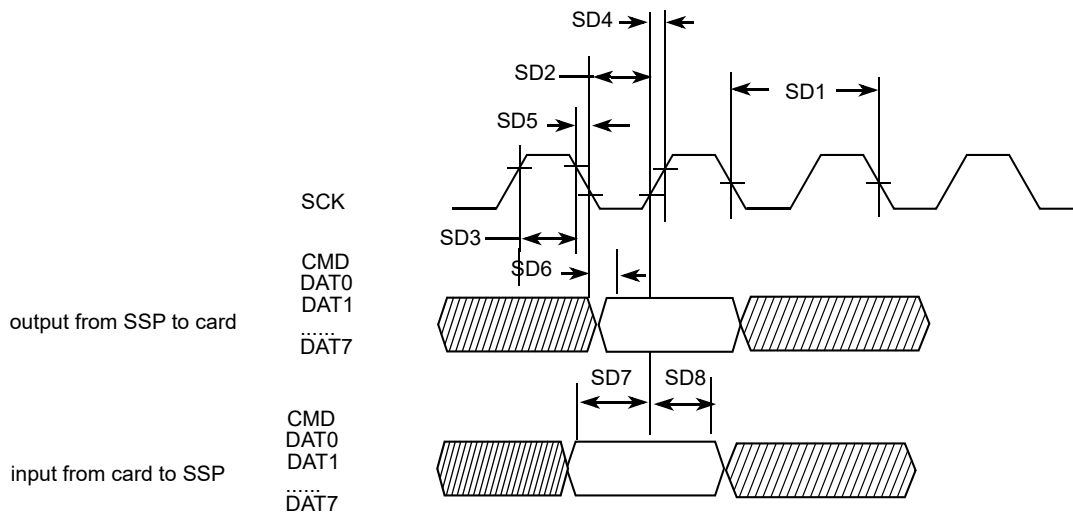 SD4
SD2
SD1
SD5
SCK
SD3
CMD
SD6
DAT0
DAT1
output from SSP to card
......
DAT7
SD7
SD8
CMD
DAT0
DAT1
input from card to SSP
......
DAT7